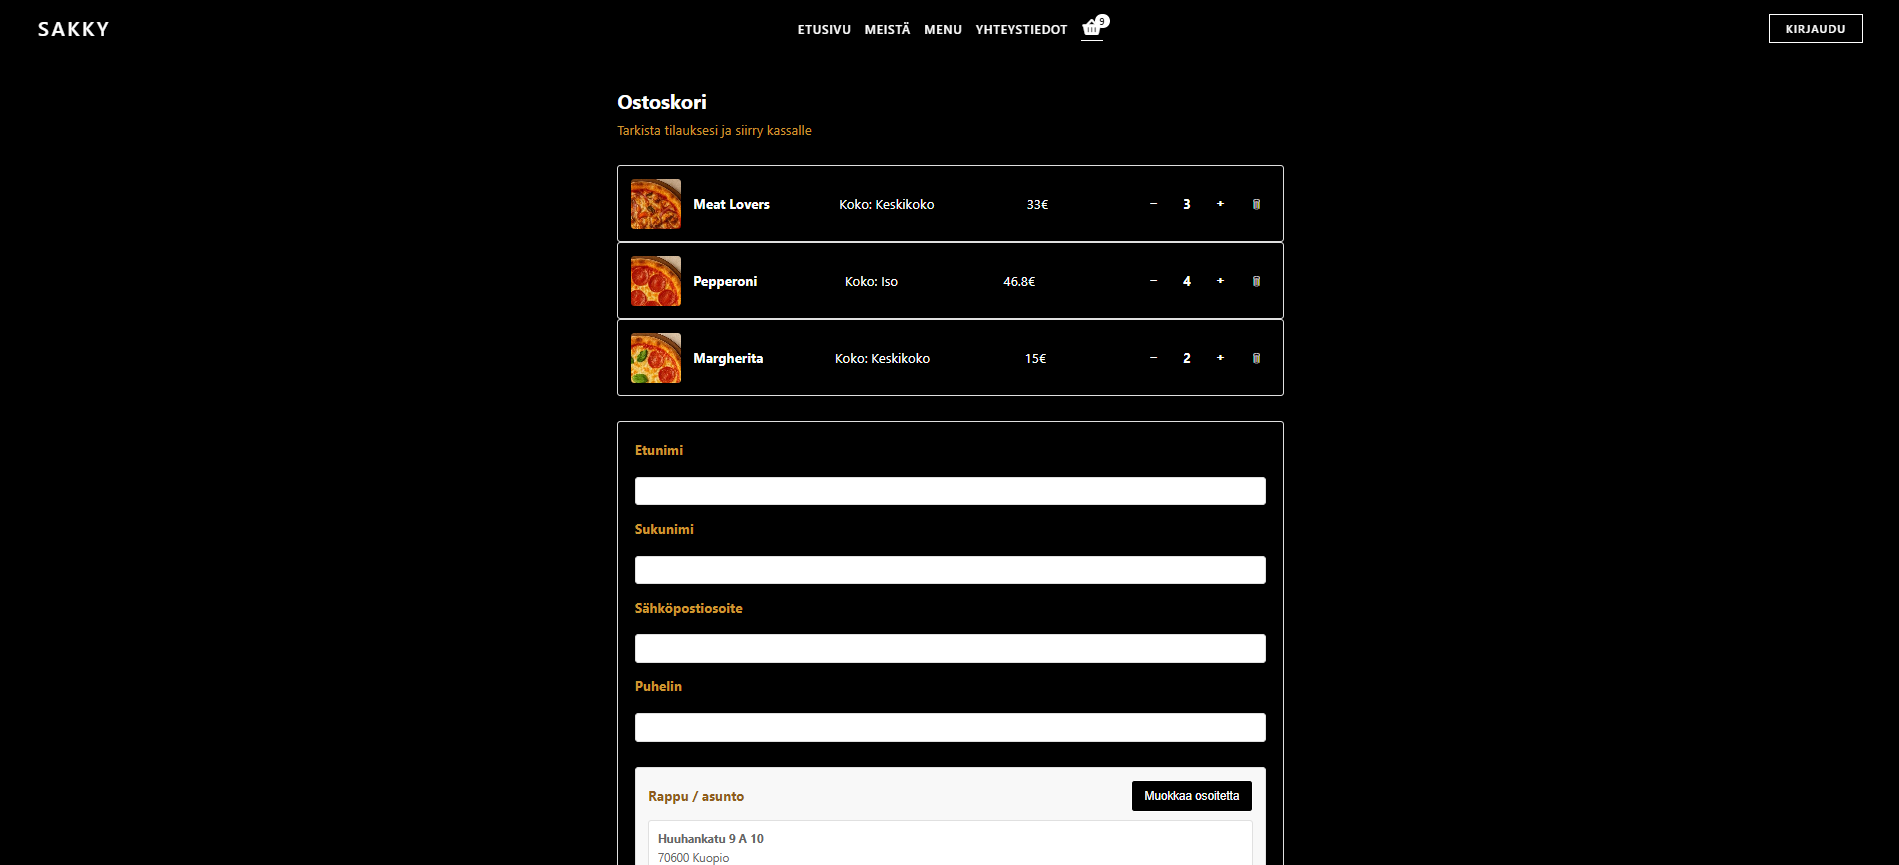 SAKKY
ETUSIVU MEISTÄ MENU YHTEYSTIEDOT 9
KIRJAUDU
Ostoskori
Tarkista tilauksesi ja siirry kassalle
Meat Lovers Koko: Keskikoko 33€ − 3 +
Pepperoni Koko: Iso 46.8€ − 4 +
Margherita Koko: Keskikoko 15€ − 2 +
Etunimi
Sukunimi
Sähköpostiosoite
Puhelin
Rappu / asunto Muokkaa osoitetta
Huuhankatu 9 A 10
70600 Kuopio